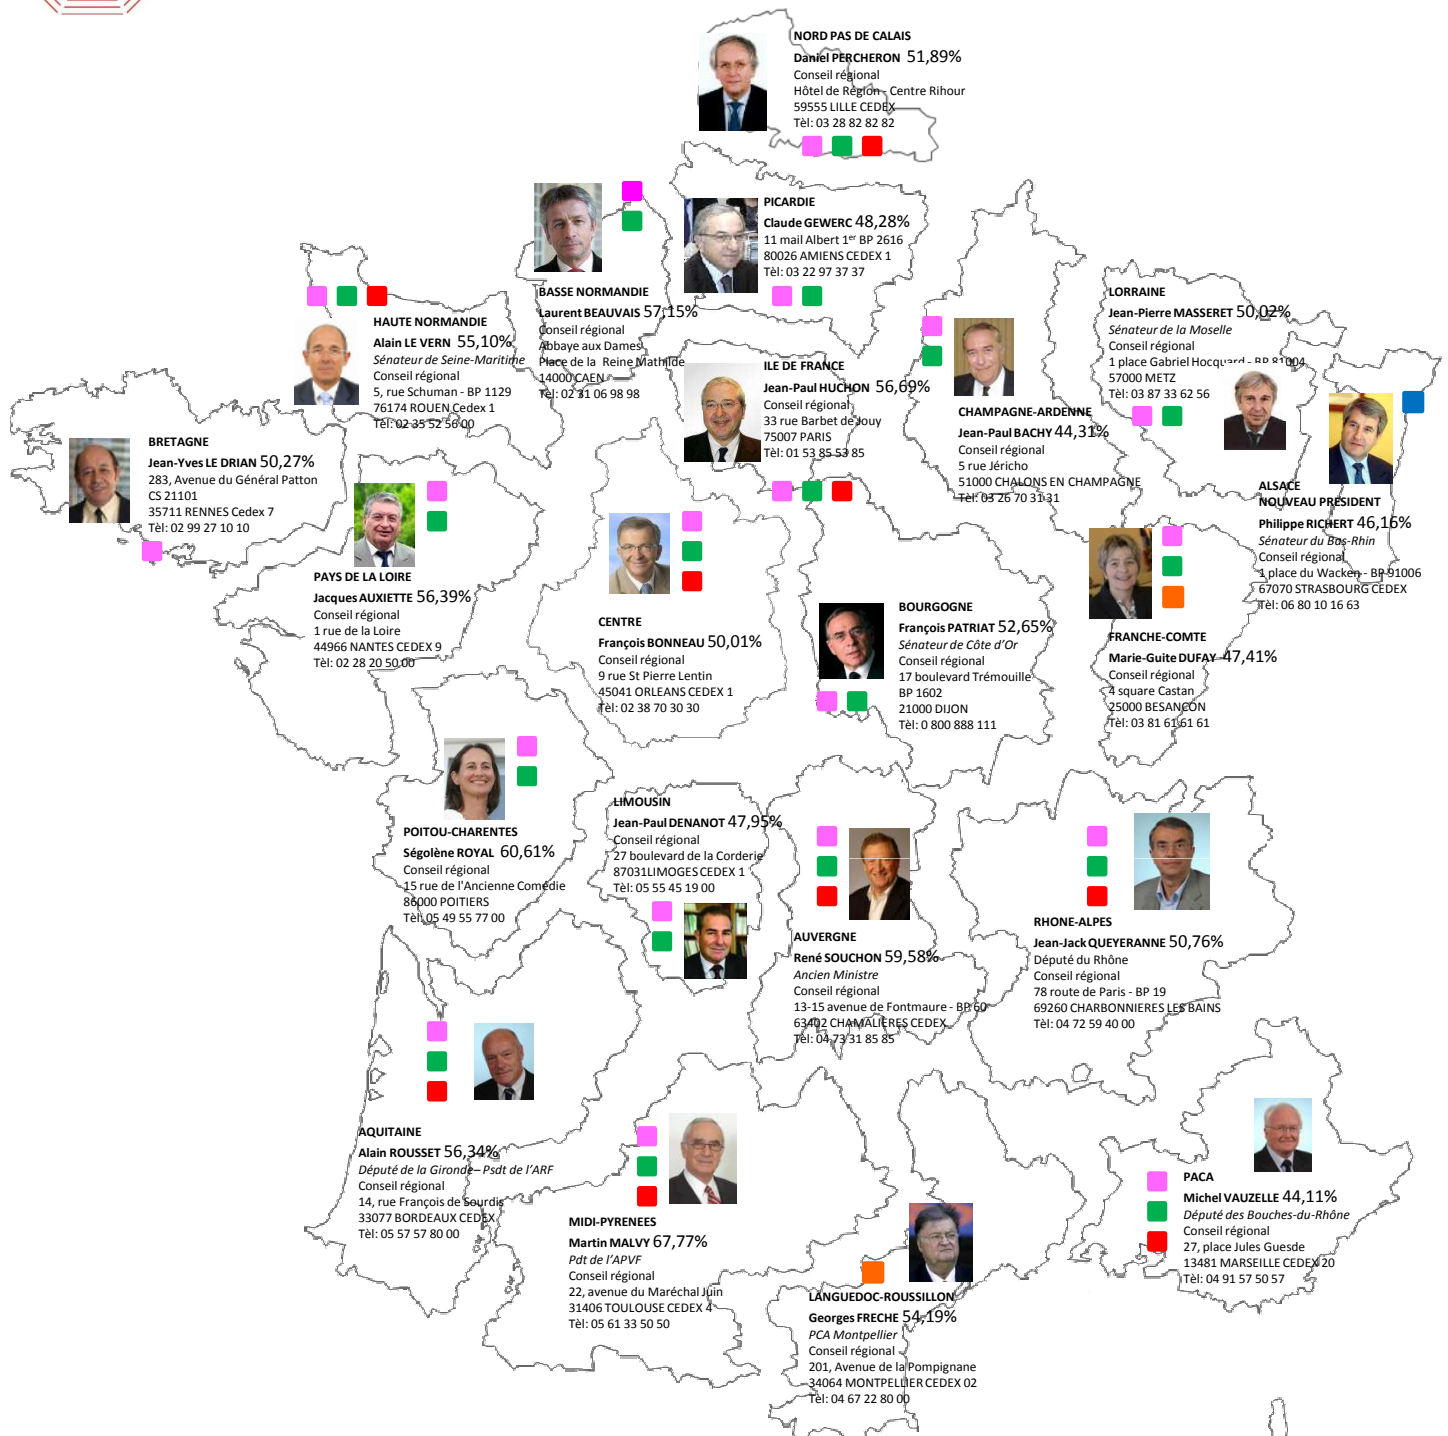 NORD PAS DE CALAIS
Daniel PERCHERON 51,89%
Conseil régional
Hôtel de Région - Centre Rihour
59555 LILLE CEDEX
Tèl: 03 28 82 82 82
PICARDIE
Claude GEWERC 48,28%
11 mail Albert 1er BP 2616
80026 AMIENS CEDEX 1
Tèl: 03 22 97 37 37
BASSE NORMANDIE
Laurent BEAUVAIS 57,15%
Conseil régional
Abbaye aux Dames
Place de la Reine Mathilde
14000 CAEN
Tèl: 02 31 06 98 98
HAUTE NORMANDIE
Alain LE VERN 55,10%
Sénateur de Seine-Maritime
Conseil régional
5, rue Schuman - BP 1129
76174 ROUEN Cedex 1
Tèl: 02 35 52 56 00
LORRAINE
Jean-Pierre MASSERET 50,02%
Sénateur de la Moselle
Conseil régional
1 place Gabriel Hocquard - BP 81004
57000 METZ
Tèl: 03 87 33 62 56
ILE DE FRANCE
Jean-Paul HUCHON 56,69%
Conseil régional
33 rue Barbet de Jouy
75007 PARIS
Tèl: 01 53 85 53 85
CHAMPAGNE-ARDENNE
Jean-Paul BACHY 44,31%
Conseil régional
5 rue Jéricho
51000 CHALONS EN CHAMPAGNE
Tèl: 03 26 70 31 31
BRETAGNE
Jean-Yves LE DRIAN 50,27%
283, Avenue du Général Patton
CS 21101
35711 RENNES Cedex 7
Tèl: 02 99 27 10 10
ALSACE
NOUVEAU PRESIDENT
Philippe RICHERT 46,16%
Sénateur du Bas-Rhin
Conseil régional
1 place du Wacken - BP 91006
67070 STRASBOURG CEDEX
Tèl: 06 80 10 16 63
PAYS DE LA LOIRE
Jacques AUXIETTE 56,39%
Conseil régional
1 rue de la Loire
44966 NANTES CEDEX 9
Tèl: 02 28 20 50 00
CENTRE
François BONNEAU 50,01%
Conseil régional
9 rue St Pierre Lentin
45041 ORLEANS CEDEX 1
Tèl: 02 38 70 30 30
BOURGOGNE
François PATRIAT 52,65%
Sénateur de Côte d'Or
Conseil régional
17 boulevard Trémouille
BP 1602
21000 DIJON
Tèl: 0 800 888 111
FRANCHE-COMTE
Marie-Guite DUFAY 47,41%
Conseil régional
4 square Castan
25000 BESANCON
Tèl: 03 81 61 61 61
POITOU-CHARENTES
Ségolène ROYAL 60,61%
Conseil régional
15 rue de l'Ancienne Comédie
86000 POITIERS
Tèl: 05 49 55 77 00
LIMOUSIN
Jean-Paul DENANOT 47,95%
Conseil régional
27 boulevard de la Corderie
87031LIMOGES CEDEX 1
Tèl: 05 55 45 19 00
AUVERGNE
René SOUCHON 59,58%
Ancien Ministre
Conseil régional
13-15 avenue de Fontmaure - BP 60
63402 CHAMALIERES CEDEX
Tèl: 04 73 31 85 85
RHONE-ALPES
Jean-Jack QUEYRANNE 50,76%
Député du Rhône
Conseil régional
78 route de Paris - BP 19
69260 CHARBONNIERES LES BAINS
Tèl: 04 72 59 40 00
AQUITAINE
Alain ROUSSET 56,34%
Député de la Gironde – Psdt de l'ARF
Conseil régional
14, rue François de Sourdis
33077 BORDEAUX CEDEX
Tèl: 05 57 57 80 00
MIDI-PYRENEES
Martin MALVY 67,77%
Pdt de l'APVF
Conseil régional
22, avenue du Maréchal Juin
31406 TOULOUSE CEDEX 4
Tèl: 05 61 33 50 50
PACA
Michel VAUZELLE 44,11%
Député des Bouches-du-Rhône
Conseil régional
27, place Jules Guesde
13481 MARSEILLE CEDEX 20
Tèl: 04 91 57 50 57
LANGUEDOC-ROUSSILLON
Georges FRECHE 54,19%
PCA Montpellier
Conseil régional
201, Avenue de la Pompignane
34064 MONTPELLIER CEDEX 02
Tèl: 04 67 22 80 00